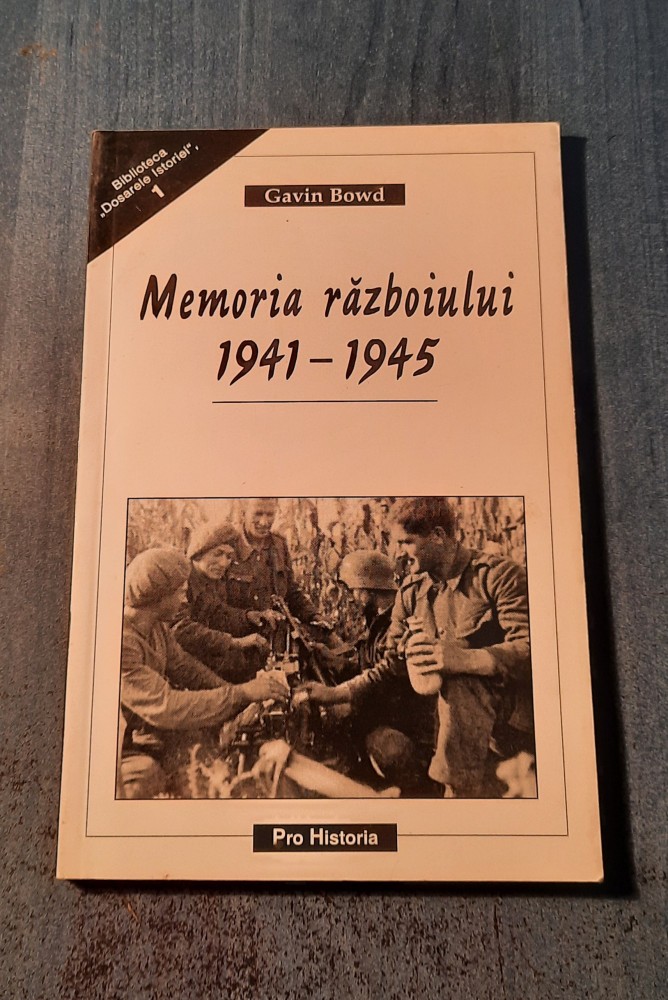 Biblioteca
„Dosarele Istoriei",
1
Gavin Bowd
Memoria războiului
1941 – 1945
Pro Historia